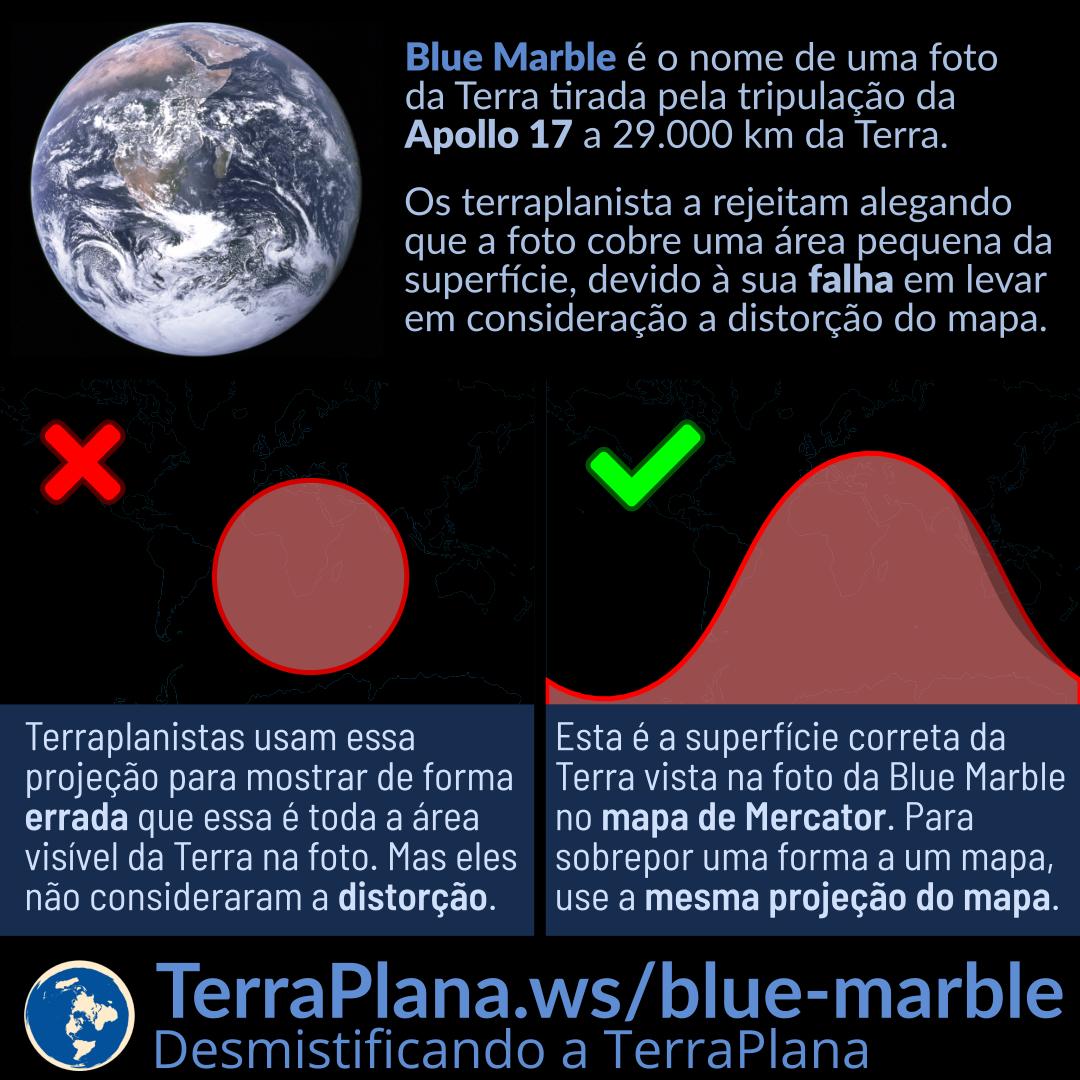 Blue Marble é o nome de uma foto
da Terra tirada pela tripulação da
Apollo 17 a 29.000 km da Terra.
Os terraplanista a rejeitam alegando
que a foto cobre uma área pequena da
superfície, devido à sua falha em levar
em consideração a distorção do mapa.
Terraplanistas usam essa
projeção para mostrar de forma
errada que essa é toda a área
visível da Terra na foto. Mas eles
não consideraram a distorção.
Esta é a superfície correta da
Terra vista na foto da Blue Marble
no mapa de Mercator. Para
sobrepor uma forma a um mapa,
use a mesma projeção do mapa.
TerraPlana.ws/blue-marble
Desmistificando a TerraPlana